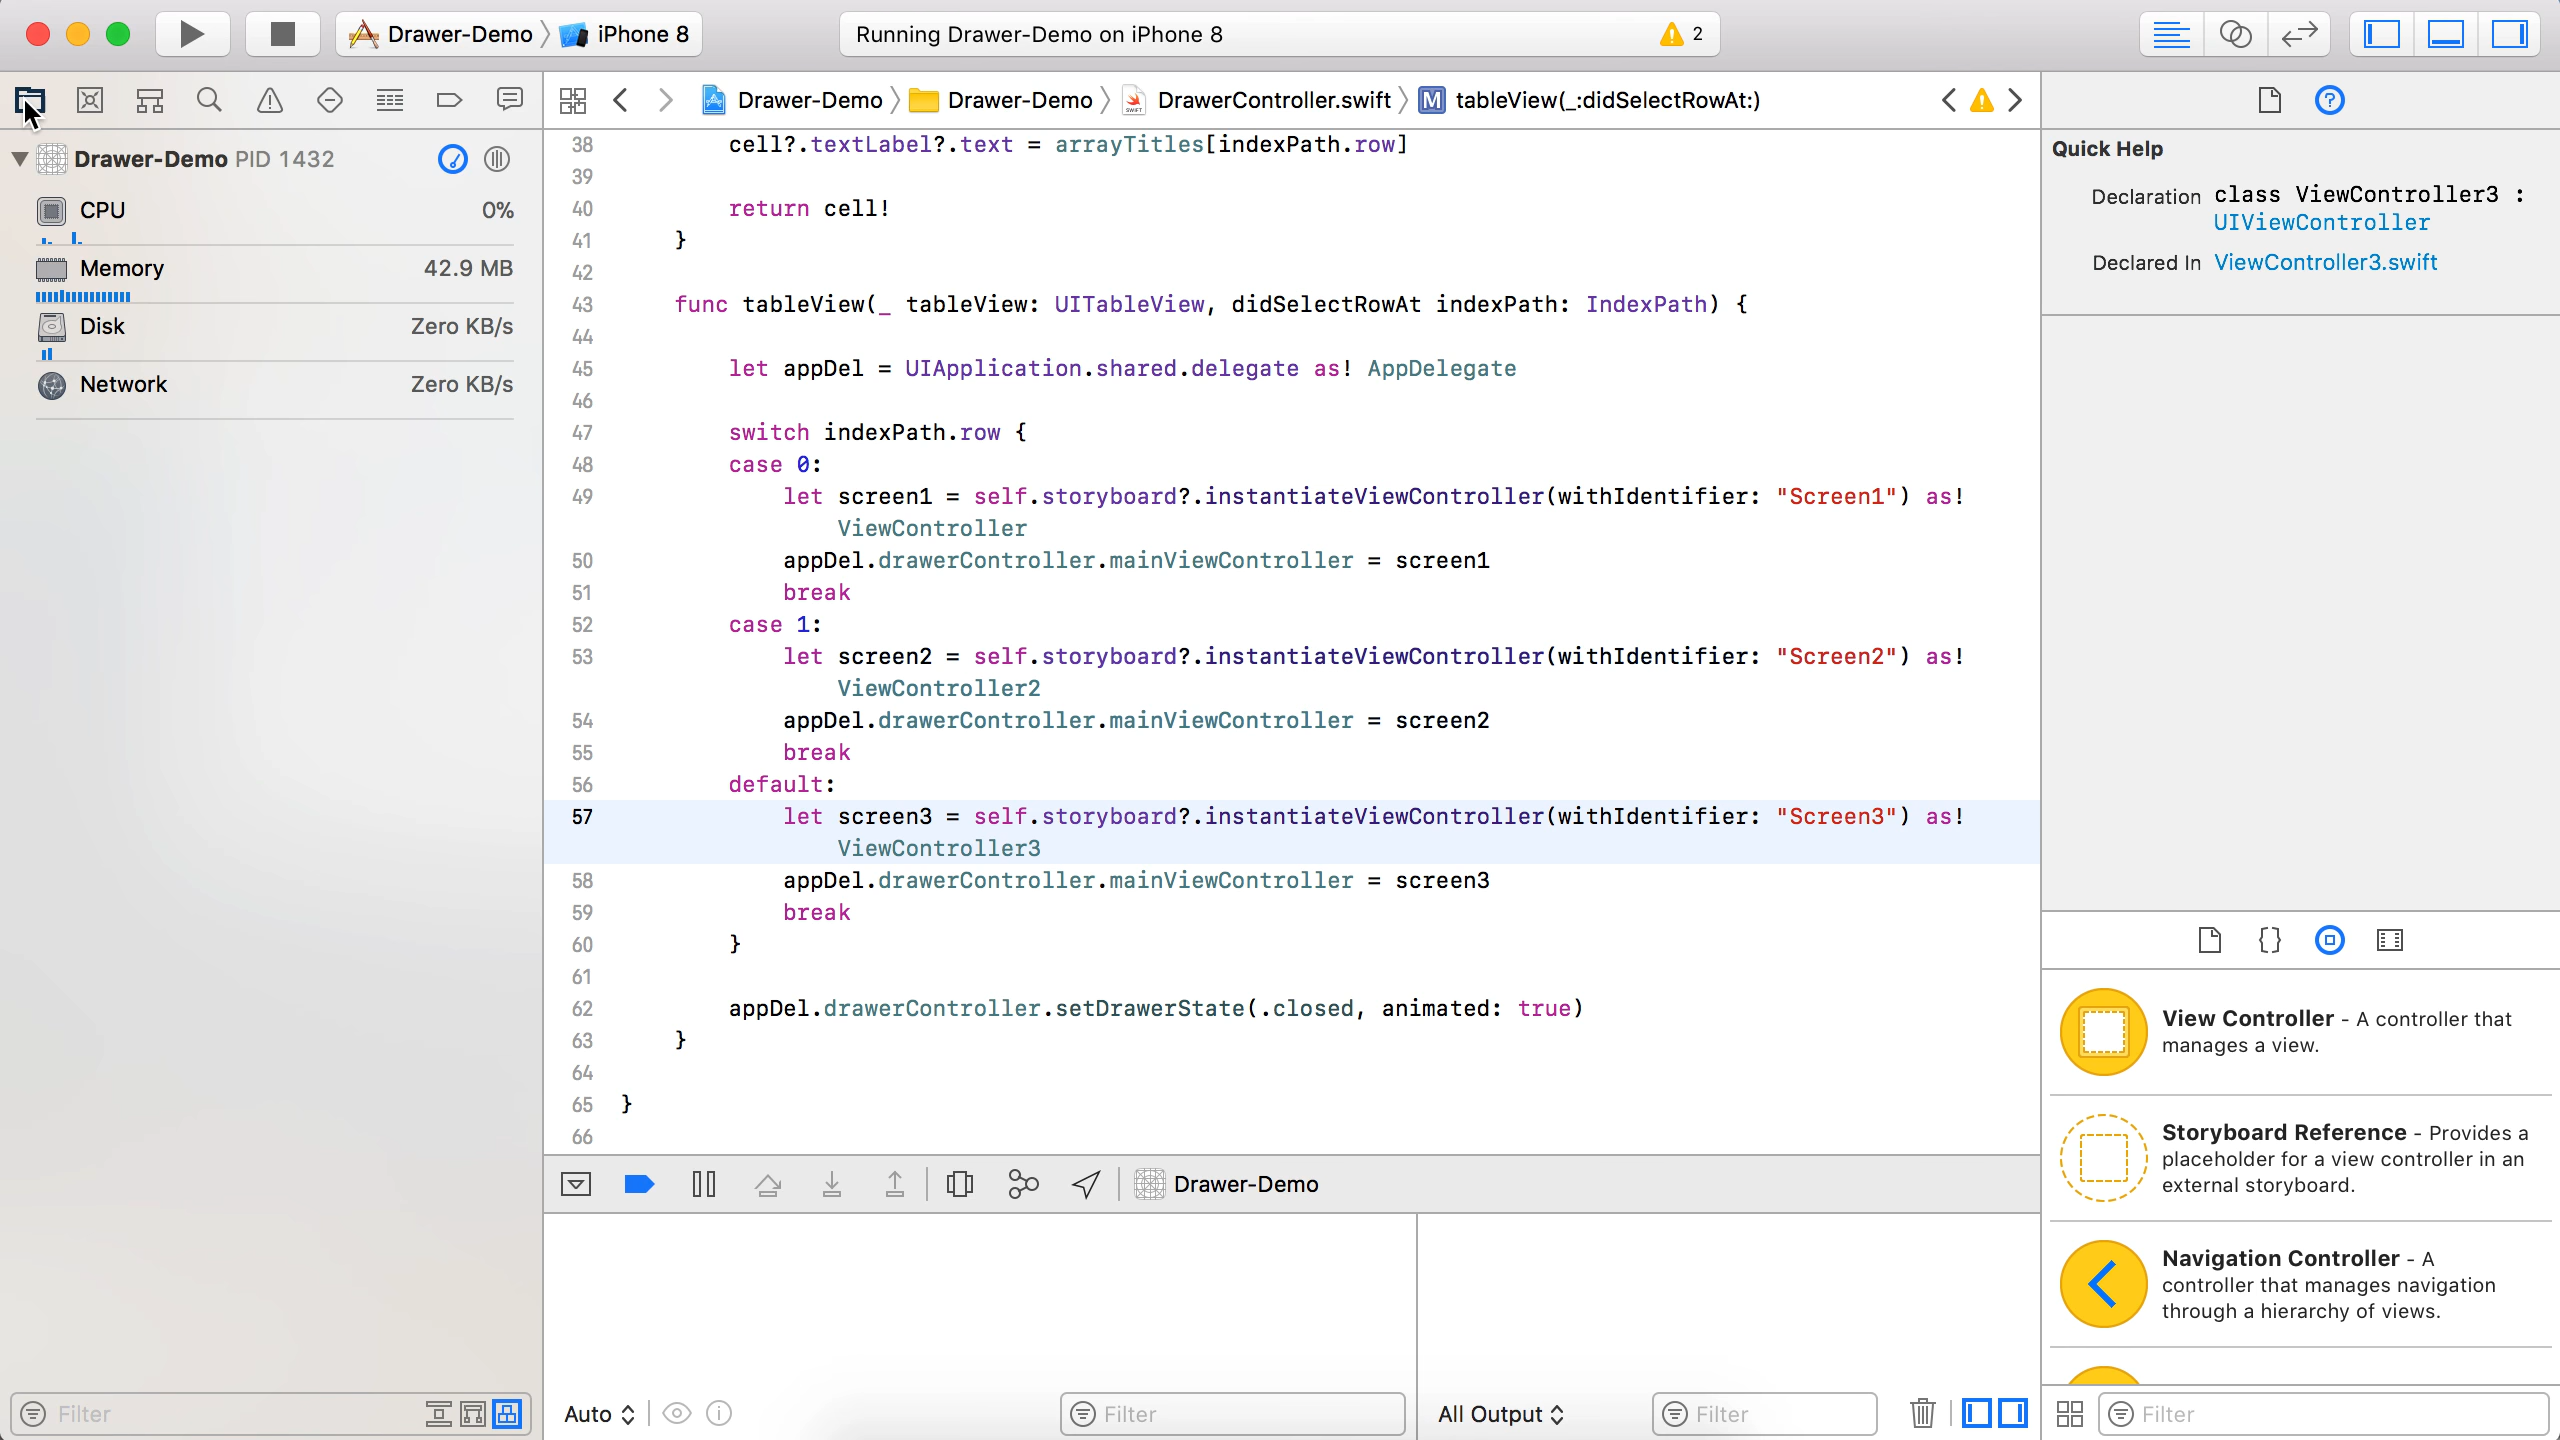 Drawer-Demo iPhone 8
Running Drawer-Demo on iPhone 8
2
Drawer-Demo Drawer-Demo DrawerController.swift M tableView(_:didSelectRowAt:)
Drawer-Demo PID 1432
CPU 0%
Memory 42.9 MB
Disk Zero KB/s
Network Zero KB/s
Filter
38 cell?.textLabel?.text = arrayTitles[indexPath.row]
39
40 return cell!
41 }
42
43 func tableView(_ tableView: UITableView, didSelectRowAt indexPath: IndexPath) {
44
45 let appDel = UIApplication.shared.delegate as! AppDelegate
46
47 switch indexPath.row {
48 case 0:
49 let screen1 = self.storyboard?.instantiateViewController(withIdentifier: "Screen1") as!
ViewController
50 appDel.drawerController.mainViewController = screen1
51 break
52 case 1:
53 let screen2 = self.storyboard?.instantiateViewController(withIdentifier: "Screen2") as!
ViewController2
54 appDel.drawerController.mainViewController = screen2
55 break
56 default:
57 let screen3 = self.storyboard?.instantiateViewController(withIdentifier: "Screen3") as!
ViewController3
58 appDel.drawerController.mainViewController = screen3
59 break
60 }
61
62 appDel.drawerController.setDrawerState(.closed, animated: true)
63 }
64
65 }
66
Drawer-Demo
Auto Filter
All Output Filter
Quick Help
Declaration class ViewController3 :
UIViewController
Declared In ViewController3.swift
View Controller - A controller that
manages a view.
Storyboard Reference - Provides a
placeholder for a view controller in an
external storyboard.
Navigation Controller - A
controller that manages navigation
through a hierarchy of views.
Filter